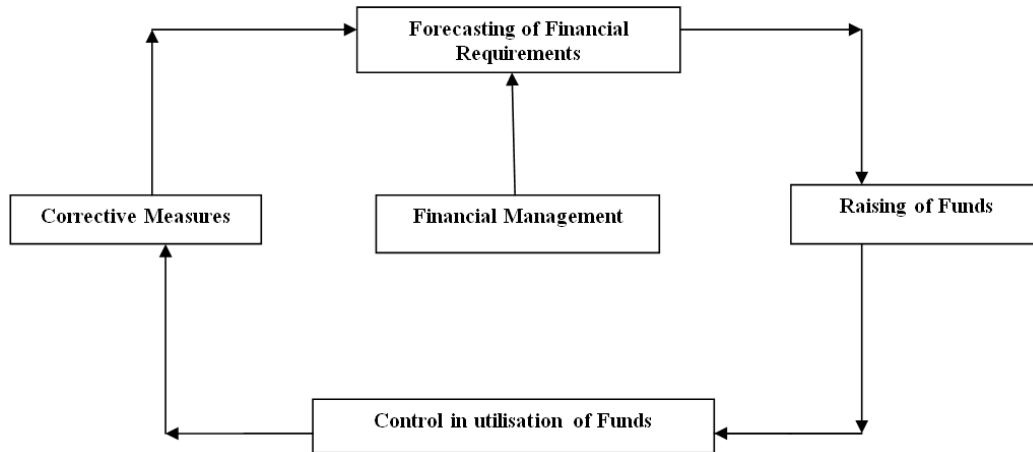 Forecasting of Financial
Requirements
Corrective Measures
Financial Management
Raising of Funds
Control in utilisation of Funds